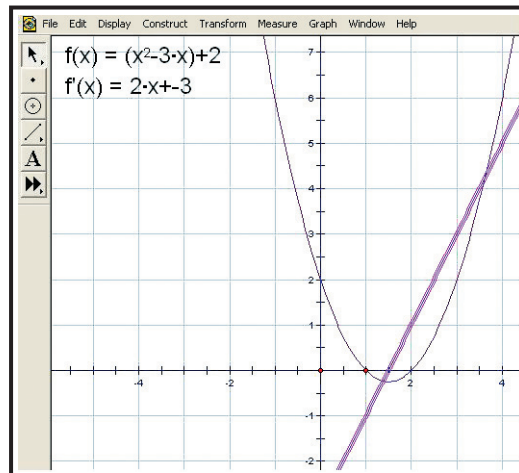 File Edit Display Construct Transform Measure Graph Window Help
f(x) = (x²-3·x)+2
f'(x) = 2·x+-3
A
7
6
5
4
3
2
1
-4 -2 2 4
-1
-2